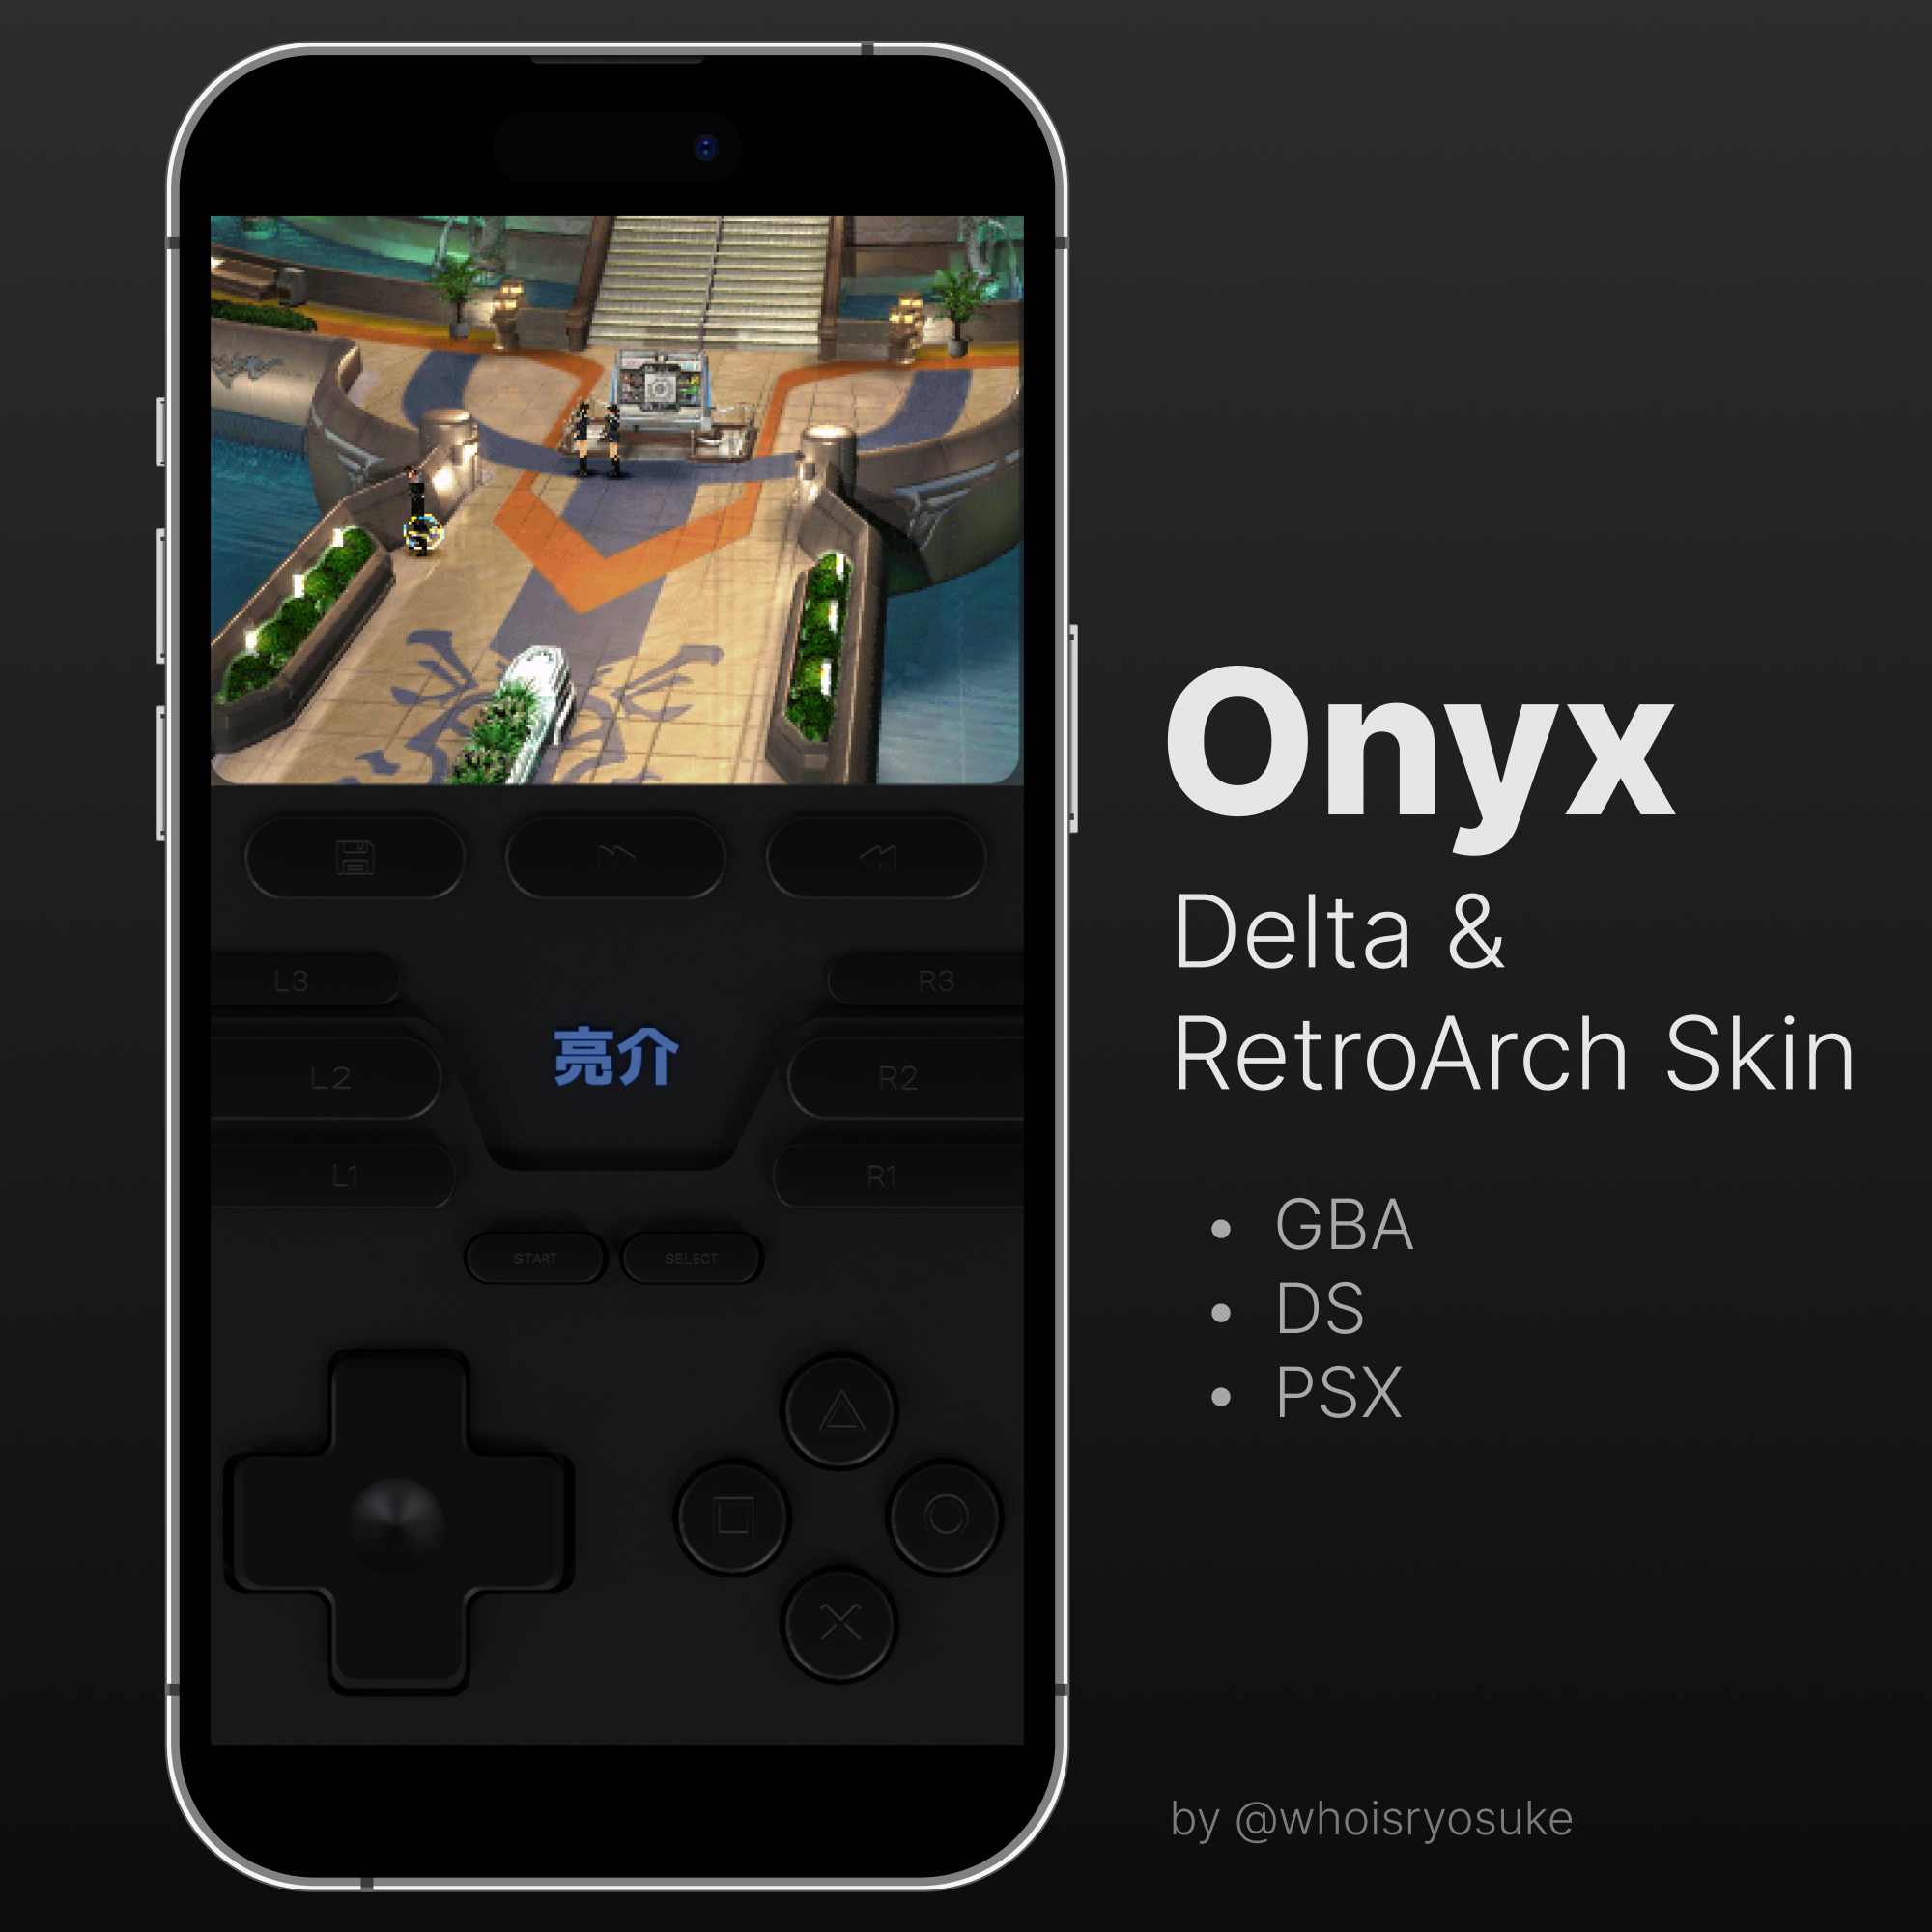 L3
R3
亮介
L2
R2
L1
R1
START
SELECT
Onyx
Delta &
RetroArch Skin
• GBA
• DS
• PSX
by @whoisryosuke